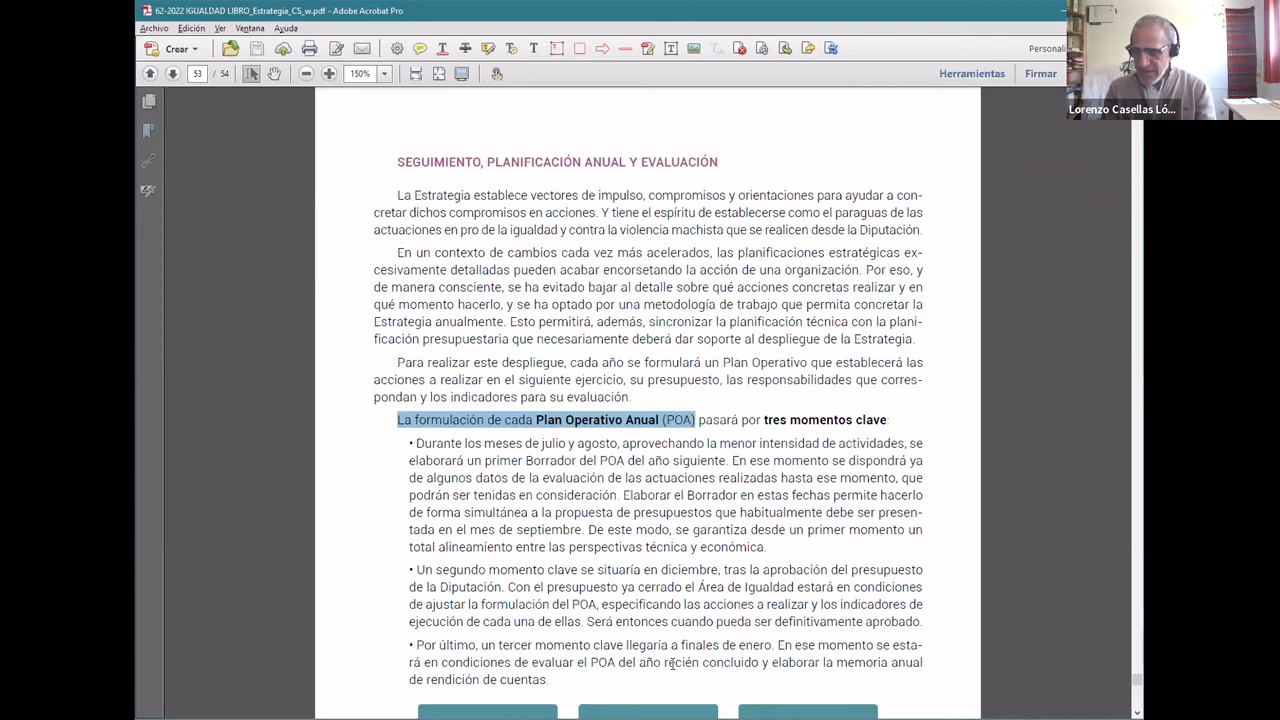 62-2022 IGUALDAD LIBRO_Estrategia_CS_w.pdf - Adobe Acrobat Pro
Archivo Edición Ver Ventana Ayuda
Crear
Personali
53 / 54 150% Herramientas Firmar
Lorenzo Casellas Ló...
SEGUIMIENTO, PLANIFICACIÓN ANUAL Y EVALUACIÓN
La Estrategia establece vectores de impulso, compromisos y orientaciones para ayudar a con-
cretar dichos compromisos en acciones. Y tiene el espíritu de establecerse como el paraguas de las
actuaciones en pro de la igualdad y contra la violencia machista que se realicen desde la Diputación.
En un contexto de cambios cada vez más acelerados, las planificaciones estratégicas ex-
cesivamente detalladas pueden acabar encorsetando la acción de una organización. Por eso, y
de manera consciente, se ha evitado bajar al detalle sobre qué acciones concretas realizar y en
qué momento hacerlo, y se ha optado por una metodología de trabajo que permita concretar la
Estrategia anualmente. Esto permitirá, además, sincronizar la planificación técnica con la plani-
ficación presupuestaria que necesariamente deberá dar soporte al despliegue de la Estrategia.
Para realizar este despliegue, cada año se formulará un Plan Operativo que establecerá las
acciones a realizar en el siguiente ejercicio, su presupuesto, las responsabilidades que corres-
pondan y los indicadores para su evaluación.
La formulación de cada Plan Operativo Anual (POA) pasará por tres momentos clave:
• Durante los meses de julio y agosto, aprovechando la menor intensidad de actividades, se
elaborará un primer Borrador del POA del año siguiente. En ese momento se dispondrá ya
de algunos datos de la evaluación de las actuaciones realizadas hasta ese momento, que
podrán ser tenidas en consideración. Elaborar el Borrador en estas fechas permite hacerlo
de forma simultánea a la propuesta de presupuestos que habitualmente debe ser presen-
tada en el mes de septiembre. De este modo, se garantiza desde un primer momento un
total alineamiento entre las perspectivas técnica y económica.
• Un segundo momento clave se situaría en diciembre, tras la aprobación del presupuesto
de la Diputación. Con el presupuesto ya cerrado el Área de Igualdad estará en condiciones
de ajustar la formulación del POA, especificando las acciones a realizar y los indicadores de
ejecución de cada una de ellas. Será entonces cuando pueda ser definitivamente aprobado.
• Por último, un tercer momento clave llegaría a finales de enero. En ese momento se esta-
rá en condiciones de evaluar el POA del año recién concluido y elaborar la memoria anual
de rendición de cuentas.